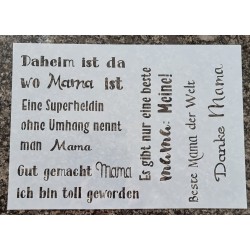 Daheim ist da
wo Mama ist
Eine Superheldin
ohne Umhang nennt
man Mama
Gut gemacht Mama
ich bin toll geworden
Es gibt nur eine beste
mama: Meine!
Beste Mama der Welt
Danke Mama